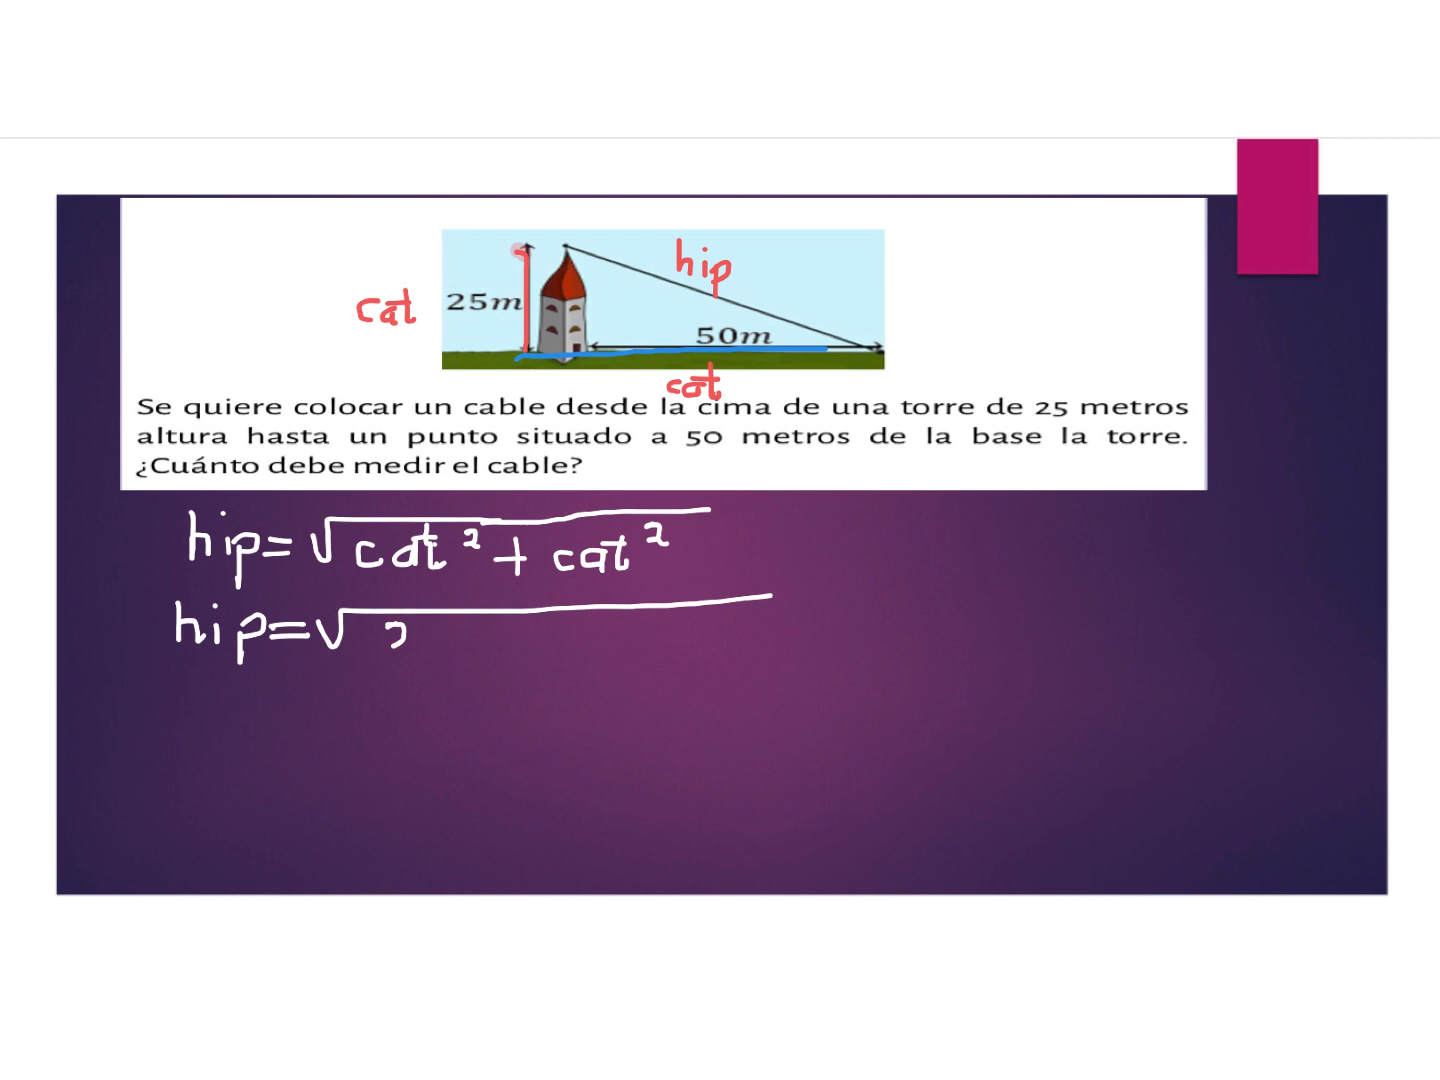 hip
cat 25m
50m
cat
Se quiere colocar un cable desde la cima de una torre de 25 metros
altura hasta un punto situado a 50 metros de la base la torre.
¿Cuánto debe medir el cable?
hip=√cat²+cat²
hip=√2